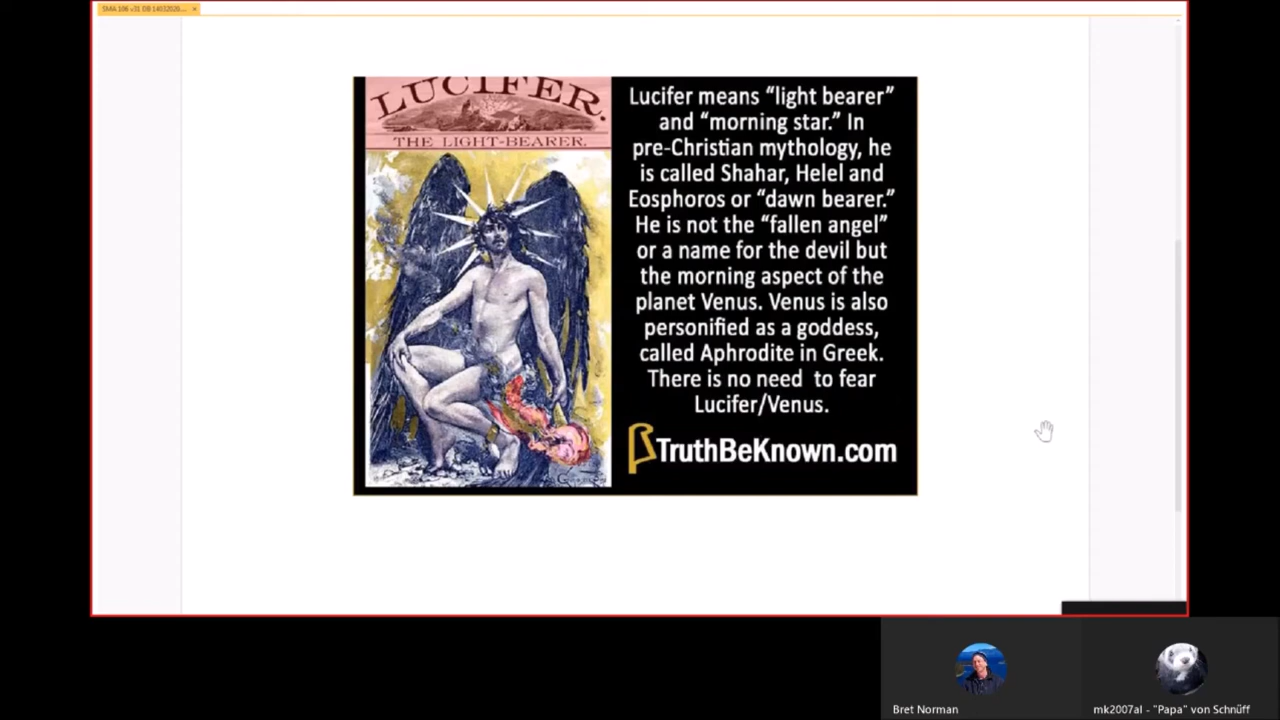 LUCIFER.
THE LIGHT-BEARER.
Lucifer means “light bearer”
and “morning star.” In
pre-Christian mythology, he
is called Shahar, Helel and
Eosphoros or “dawn bearer.”
He is not the “fallen angel”
or a name for the devil but
the morning aspect of the
planet Venus. Venus is also
personified as a goddess,
called Aphrodite in Greek.
There is no need to fear
Lucifer/Venus.
TruthBeKnown.com
Bret Norman
mk2007al - "Papa" von Schnüff